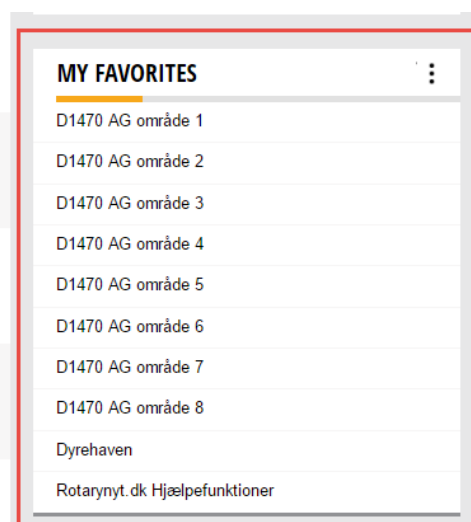 MY FAVORITES
D1470 AG område 1
D1470 AG område 2
D1470 AG område 3
D1470 AG område 4
D1470 AG område 5
D1470 AG område 6
D1470 AG område 7
D1470 AG område 8
Dyrehaven
Rotarynyt.dk Hjælpefunktioner